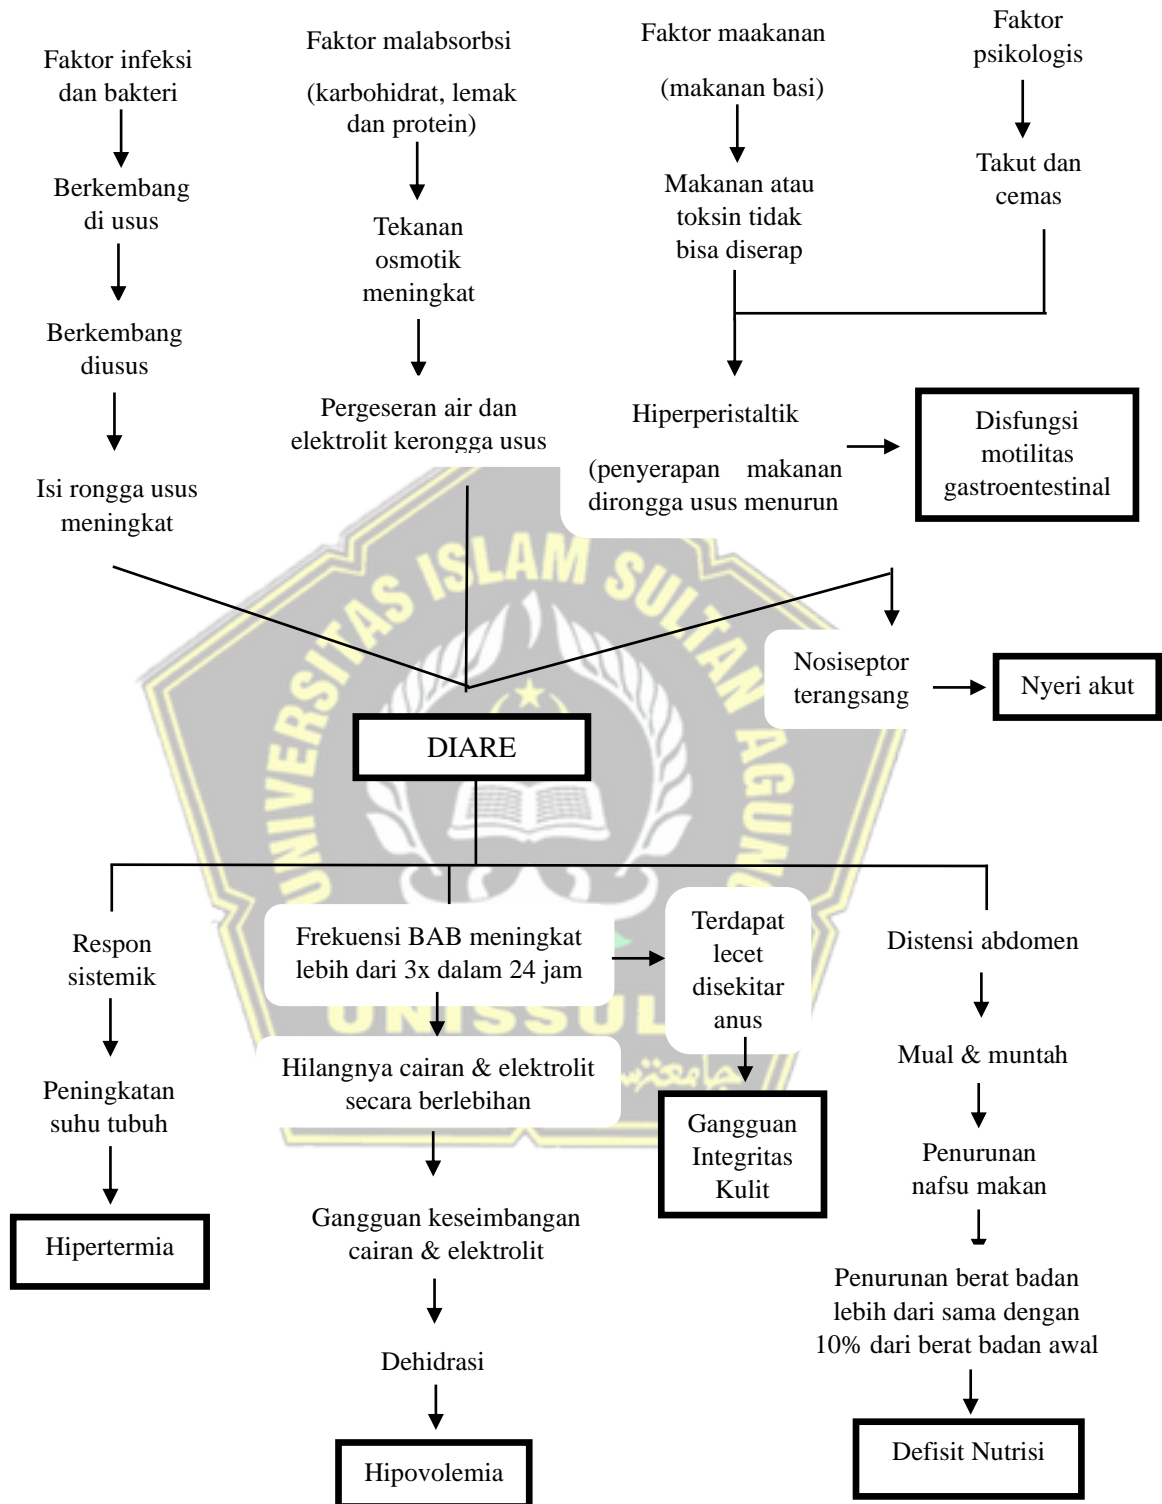 Faktor infeksi
dan bakteri
Faktor malabsorbsi
(karbohidrat, lemak
dan protein)
Faktor maakanan
(makanan basi)
Faktor
psikologis
Berkembang
di usus
Tekanan
osmotik
meningkat
Makanan atau
toksin tidak
bisa diserap
Takut dan
cemas
Berkembang
diusus
Pergeseran air dan
elektrolit kerongga usus
Hiperperistaltik
(penyerapan makanan
dirongga usus menurun
Disfungsi
motilitas
gastroentestinal
Isi rongga usus
meningkat
UNIVERSITAS ISLAM SULTAN AGUNG
Nosiseptor
terangsang
Nyeri akut
DIARE
Respon
sistemik
Frekuensi BAB meningkat
lebih dari 3x dalam 24 jam
Terdapat
lecet
disekitar
anus
Distensi abdomen
UNISSUL
Peningkatan
suhu tubuh
Hilangnya cairan & elektrolit
secara berlebihan
Gangguan
Integritas
Kulit
Mual & muntah
Penurunan
nafsu makan
Hipertermia
Gangguan keseimbangan
cairan & elektrolit
Penurunan berat badan
lebih dari sama dengan
10% dari berat badan awal
Dehidrasi
Hipovolemia
Defisit Nutrisi